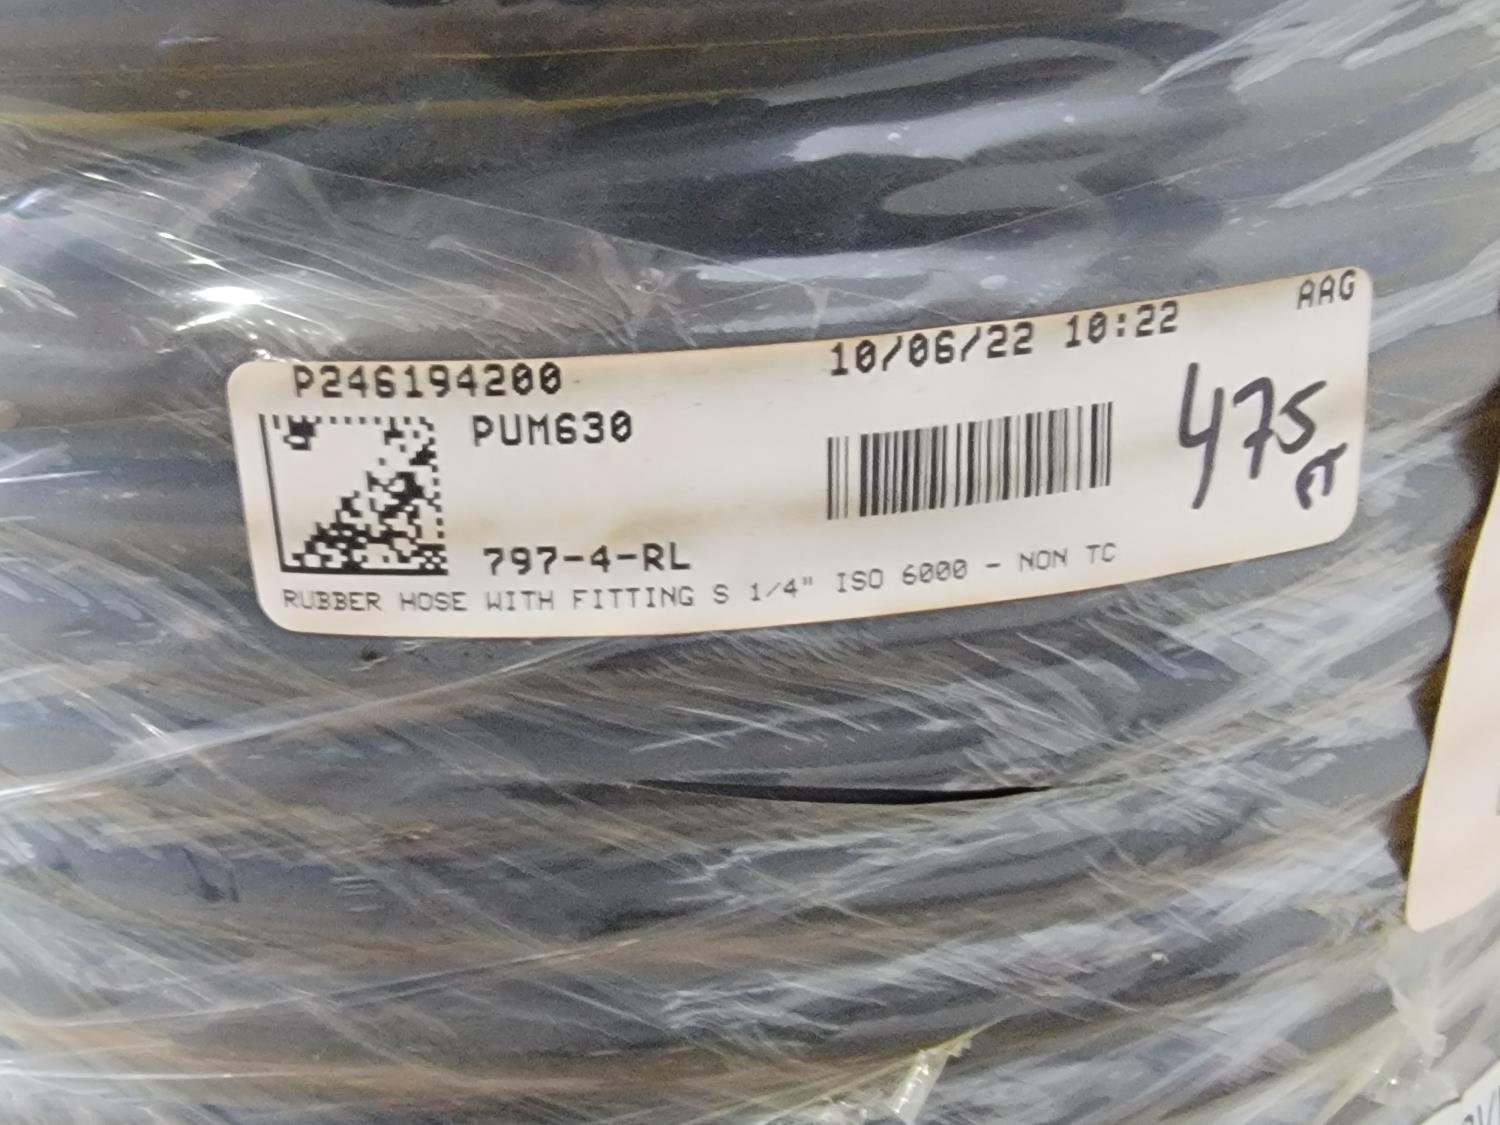 AAG
P246194200 10/06/22 10:22
PUM630
475
FT
797-4-RL
RUBBER HOSE WITH FITTING S 1/4" ISO 6000 - NON TC